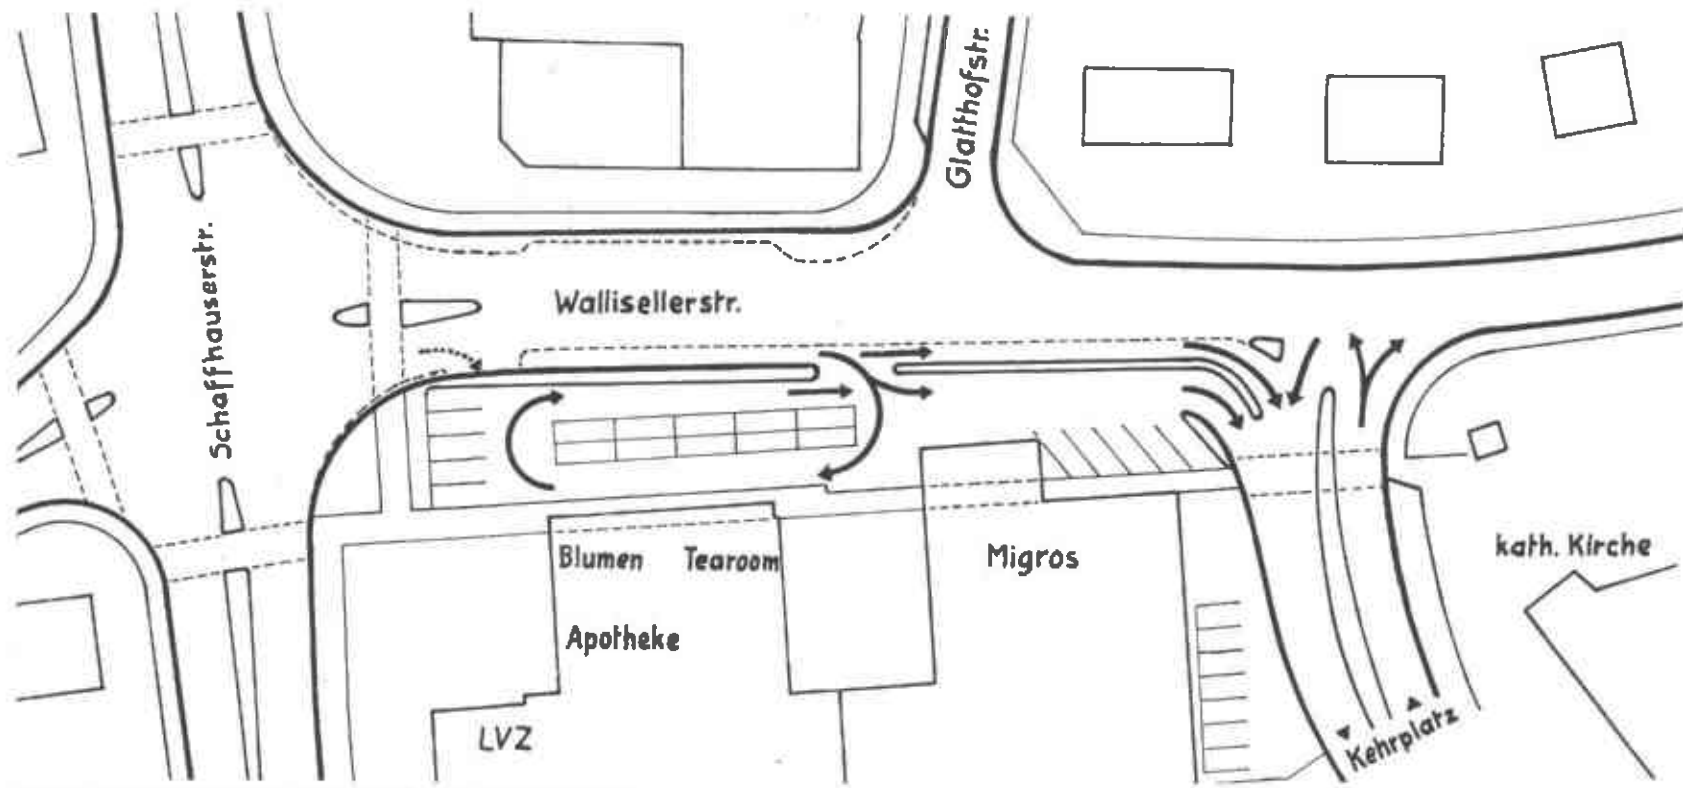 Glatthofstr.
Schaffhauserstr.
Wallisellerstr.
Blumen Tearoom
Migros
kath. Kirche
Apotheke
LVZ
Kehrplatz